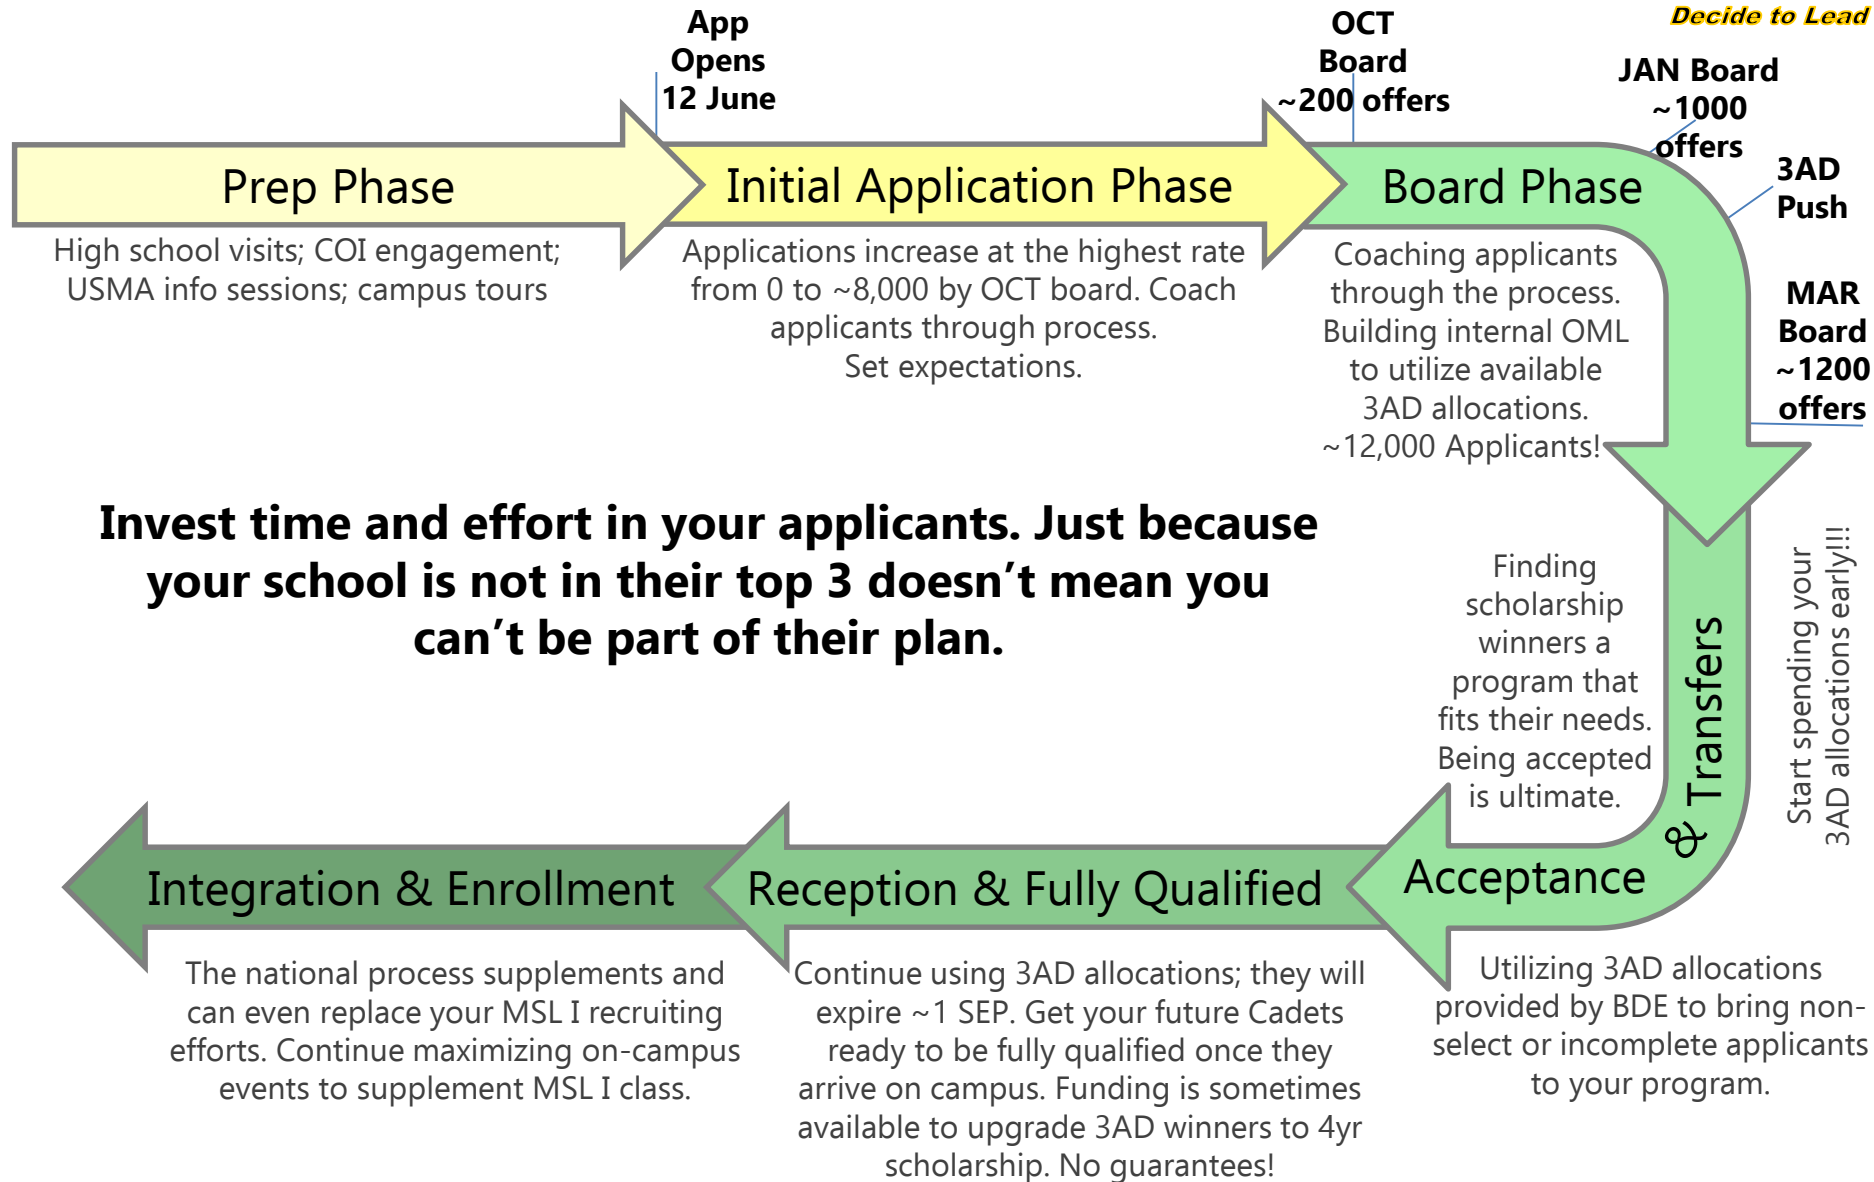 Decide to Lead
App
Opens
12 June
OCT
Board
~200 offers
JAN Board
~1000
offers
3AD
Push
MAR
Board
~1200
offers
Prep Phase
High school visits; COI engagement;
USMA info sessions; campus tours
Initial Application Phase
Applications increase at the highest rate
from 0 to ~8,000 by OCT board. Coach
applicants through process.
Set expectations.
Board Phase
Coaching applicants
through the process.
Building internal OML
to utilize available
3AD allocations.
~12,000 Applicants!
Invest time and effort in your applicants. Just because
your school is not in their top 3 doesn’t mean you
can’t be part of their plan.
Finding
scholarship
winners a
program that
fits their needs.
Being accepted
is ultimate.
Start spending your
3AD allocations early!!!
Acceptance & Transfers
Utilizing 3AD allocations
provided by BDE to bring non-
select or incomplete applicants
to your program.
Reception & Fully Qualified
Continue using 3AD allocations; they will
expire ~1 SEP. Get your future Cadets
ready to be fully qualified once they
arrive on campus. Funding is sometimes
available to upgrade 3AD winners to 4yr
scholarship. No guarantees!
Integration & Enrollment
The national process supplements and
can even replace your MSL I recruiting
efforts. Continue maximizing on-campus
events to supplement MSL I class.